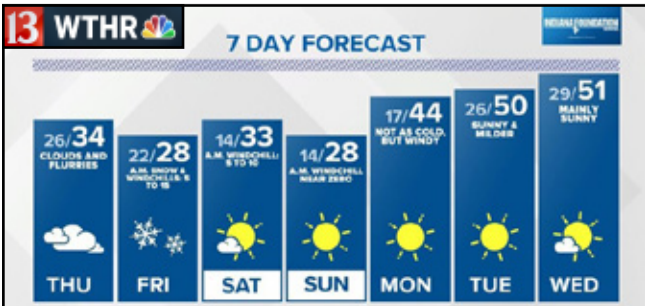 13 WTHR
7 DAY FORECAST
INDIANA FOUNDATION
26/34
CLOUDS AND
FLURRIES
THU
22/28
A.M. SNOW &
WINDCHILLS: 5
TO 15
FRI
14/33
A.M. WINDCHILL:
5 TO 10
SAT
14/28
A.M. WINDCHILL
NEAR ZERO
SUN
17/44
NOT AS COLD,
BUT WINDY
MON
26/50
SUNNY &
MILDER
TUE
29/51
MAINLY
SUNNY
WED